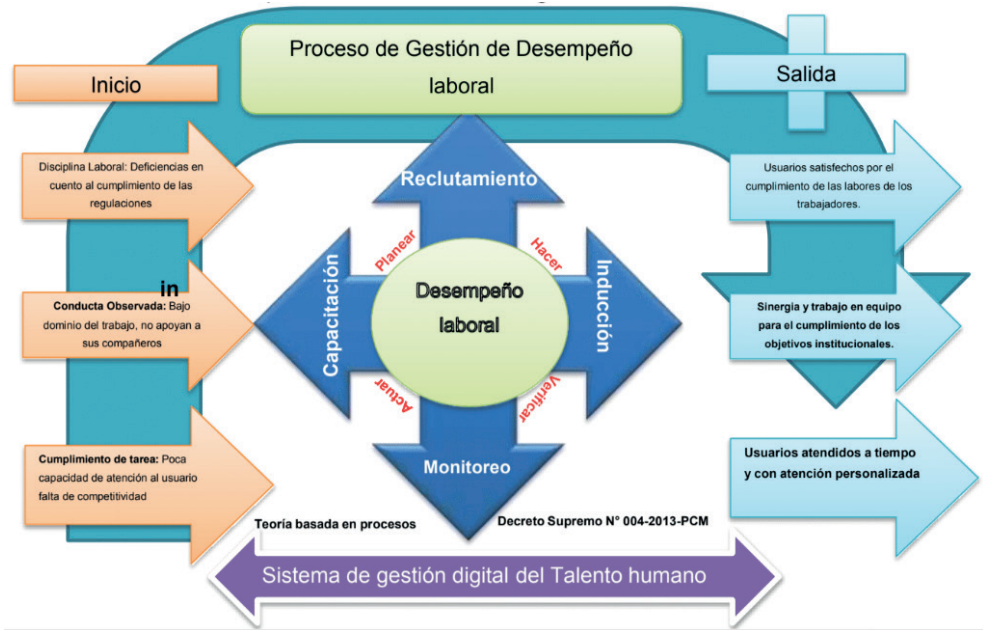 Proceso de Gestión de Desempeño
laboral
Inicio
Salida
Disciplina Laboral: Deficiencias en
cuento al cumplimiento de las
regulaciones
in
Conducta Observada: Bajo
dominio del trabajo, no apoyan a
sus compañeros
Cumplimiento de tarea: Poca
capacidad de atención al usuario
falta de competitividad
Reclutamiento
Planear
Hacer
Capacitación
Desempeño
laboral
Inducción
Actuar
Verificar
Monitoreo
Usuarios satisfechos por el
cumplimiento de las labores de los
trabajadores.
Sinergia y trabajo en equipo
para el cumplimiento de los
objetivos institucionales.
Usuarios atendidos a tiempo
y con atención personalizada
Teoría basada en procesos
Decreto Supremo N° 004-2013-PCM
Sistema de gestión digital del Talento humano